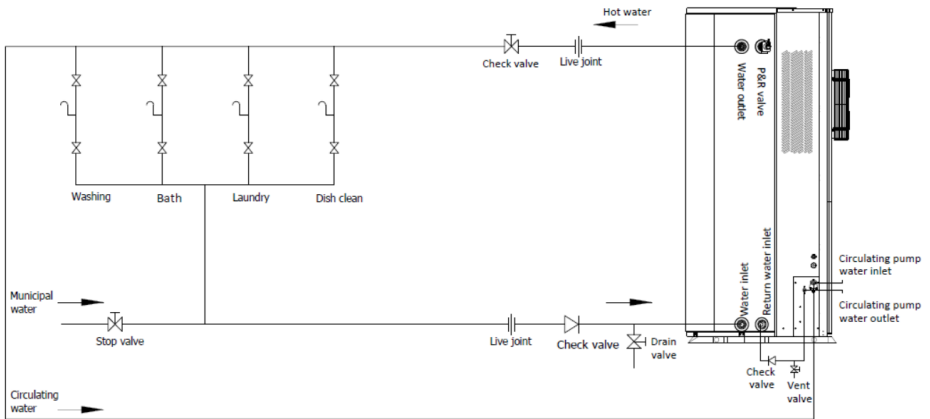 Hot water
Check valve
Live joint
Water outlet
P&R valve
Washing
Bath
Laundry
Dish clean
Water inlet
Return water inlet
Circulating pump
water inlet
Circulating pump
water outlet
Municipal
water
Stop valve
Live joint
Check valve
Drain
valve
Check
valve
Vent
valve
Circulating
water